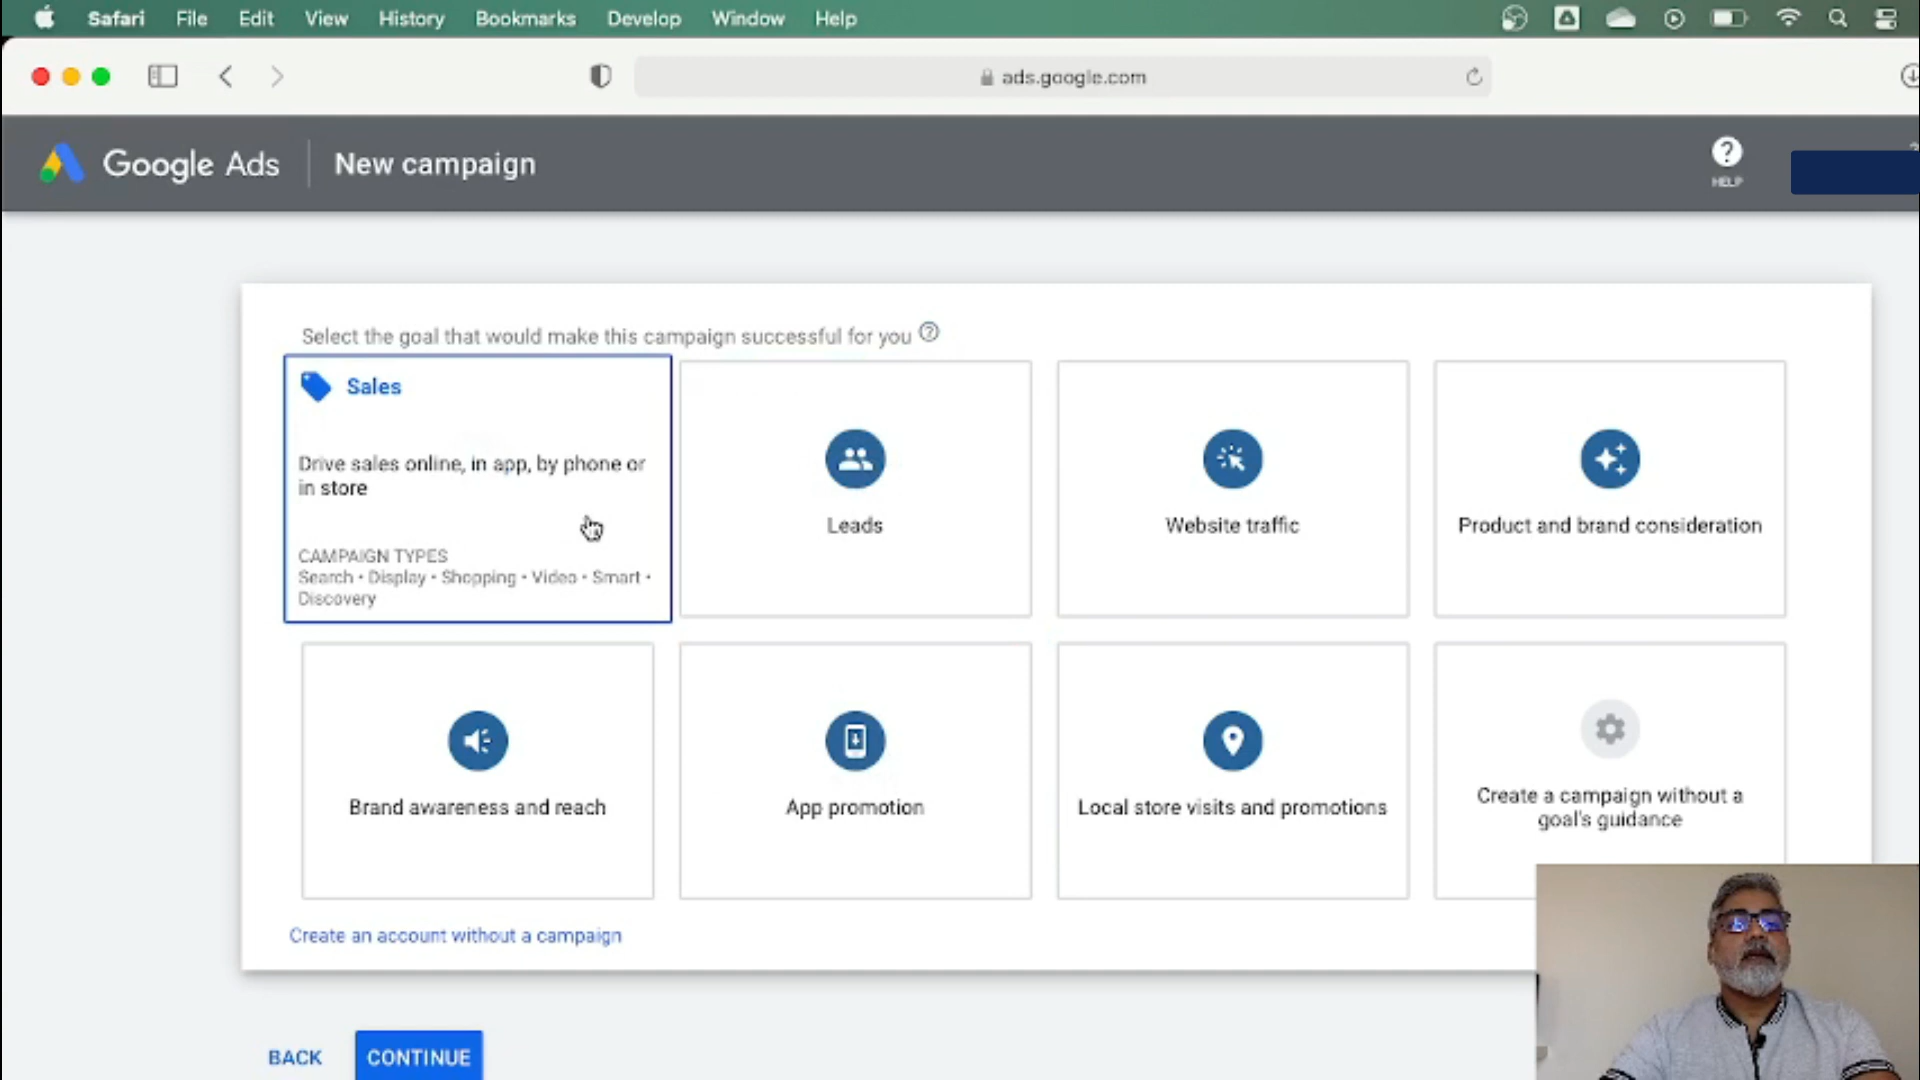 Safari File Edit View History Bookmarks Develop Window Help
ads.google.com
Google Ads New campaign
HELP
Select the goal that would make this campaign successful for you
Sales
Drive sales online, in app, by phone or
in store
CAMPAIGN TYPES
Search • Display • Shopping • Video • Smart •
Discovery
Leads
Website traffic
Product and brand consideration
Brand awareness and reach
App promotion
Local store visits and promotions
Create a campaign without a
goal's guidance
Create an account without a campaign
BACK CONTINUE